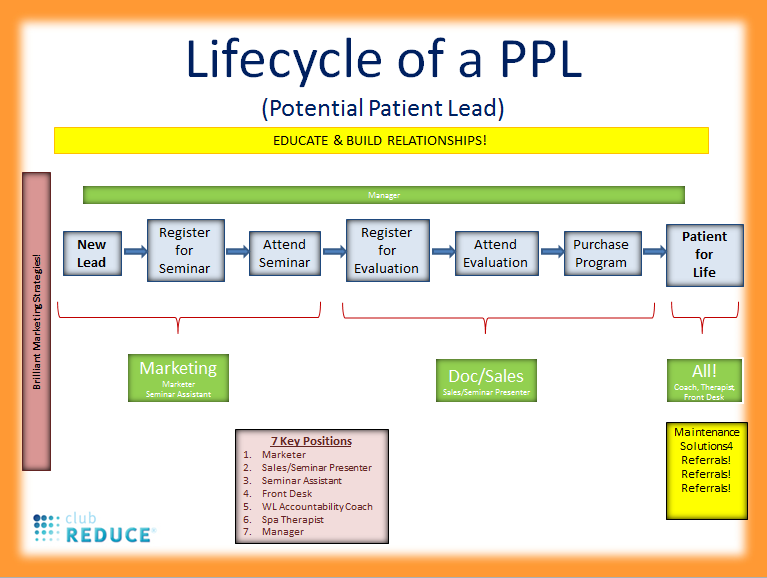 Lifecycle of a PPL
(Potential Patient Lead)
EDUCATE & BUILD RELATIONSHIPS!
Brilliant Marketing Strategies!
Manager
New
Lead
Register
for
Seminar
Attend
Seminar
Register
for
Evaluation
Attend
Evaluation
Purchase
Program
Patient
for
Life
Marketing
Marketer
Seminar Assistant
Doc/Sales
Sales/Seminar Presenter
All!
Coach, Therapist,
Front Desk
7 Key Positions
1. Marketer
2. Sales/Seminar Presenter
3. Seminar Assistant
4. Front Desk
5. WL Accountability Coach
6. Spa Therapist
7. Manager
Maintenance
Solutions4
Referrals!
Referrals!
Referrals!
club
REDUCE®